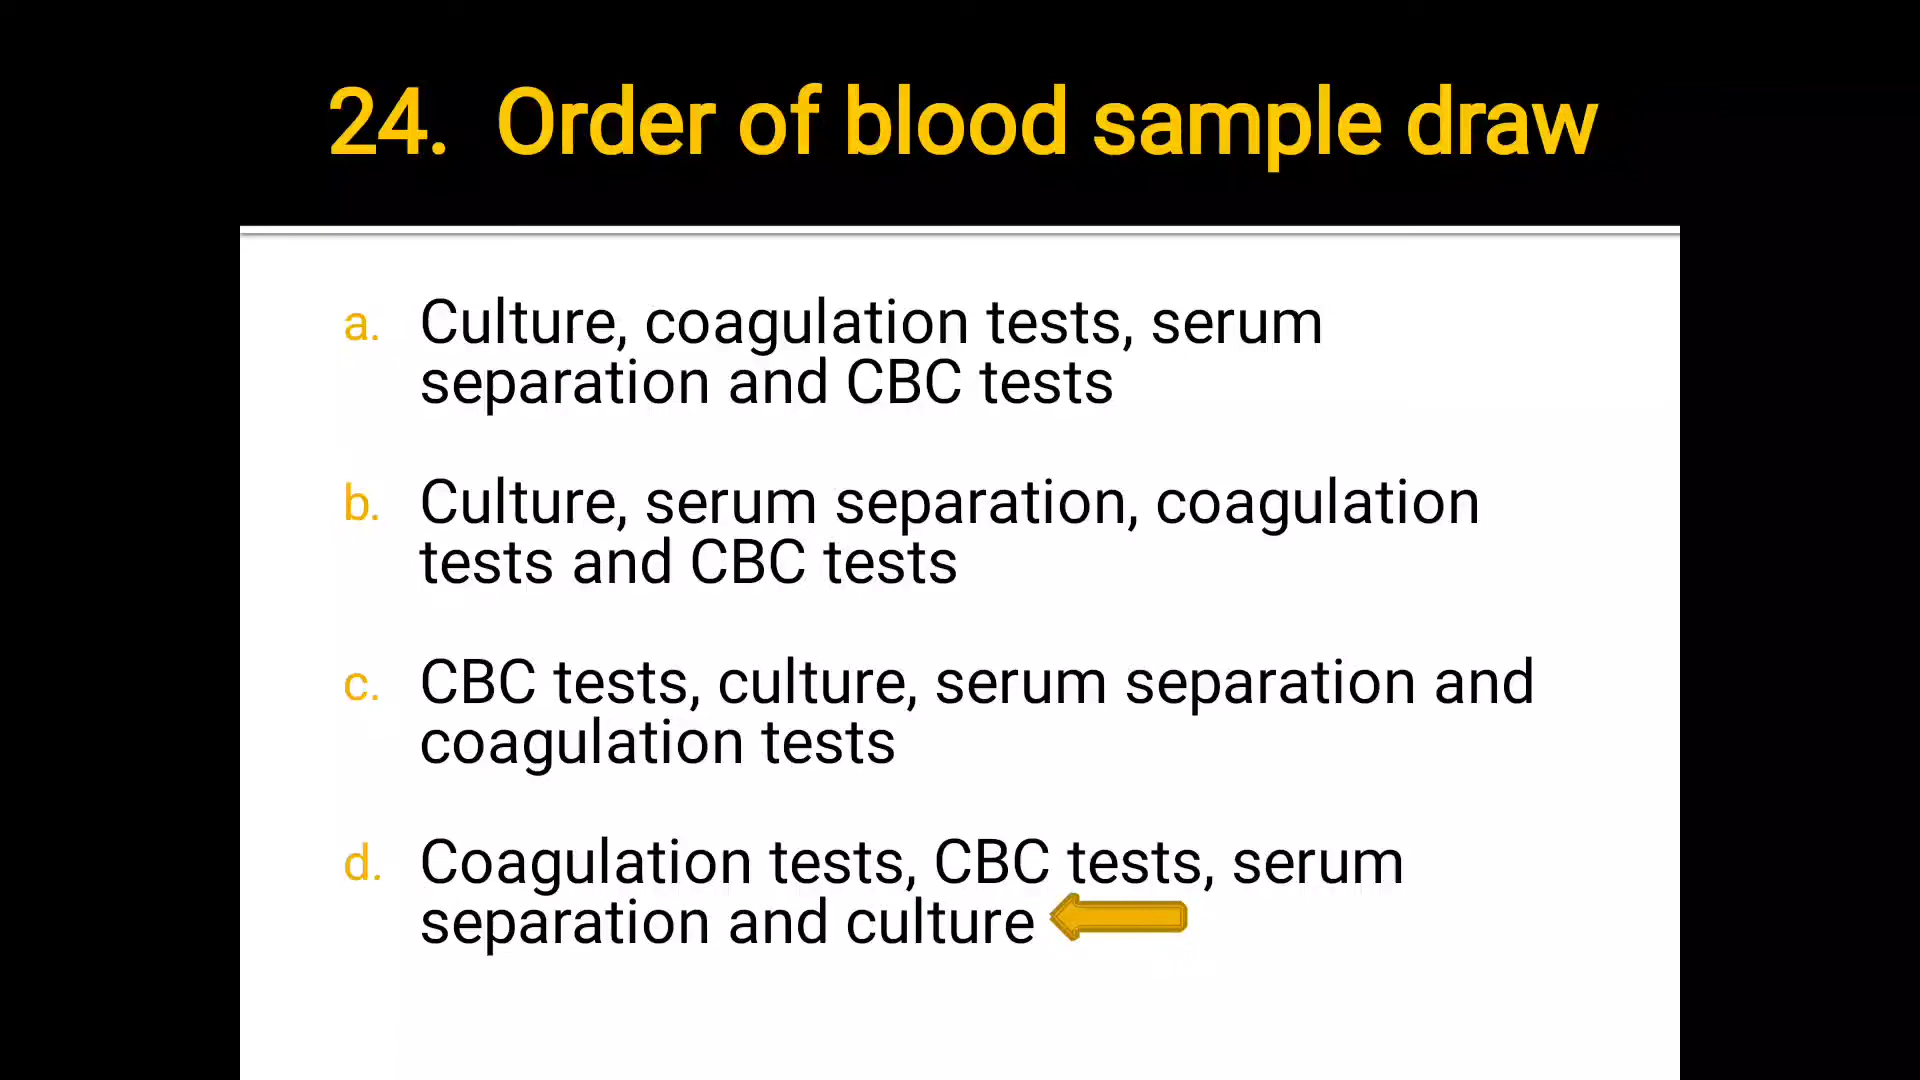 24. Order of blood sample draw
a. Culture, coagulation tests, serum
separation and CBC tests
b. Culture, serum separation, coagulation
tests and CBC tests
c. CBC tests, culture, serum separation and
coagulation tests
d. Coagulation tests, CBC tests, serum
separation and culture